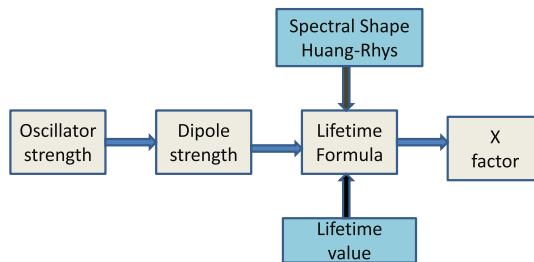 Spectral Shape
Huang-Rhys
Oscillator
strength
Dipole
strength
Lifetime
Formula
X
factor
Lifetime
value